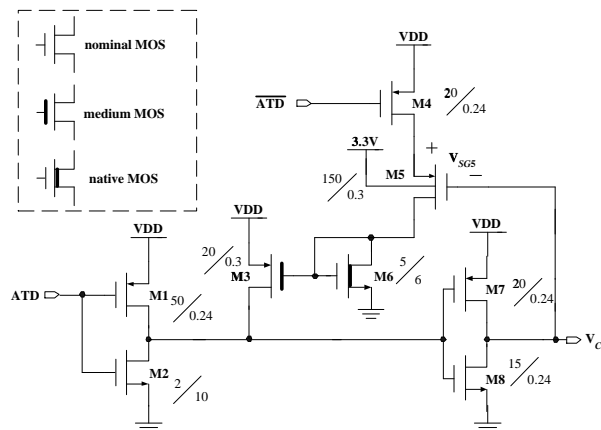 nominal MOS
medium MOS
native MOS
VDD
ATD
M4
20
0.24
3.3V
M5
+
V_SG5
−
150
0.3
VDD
20
0.3
M3
M6
5
6
VDD
ATD
M1
50
0.24
M2
2
10
VDD
M7
20
0.24
V_C
M8
15
0.24